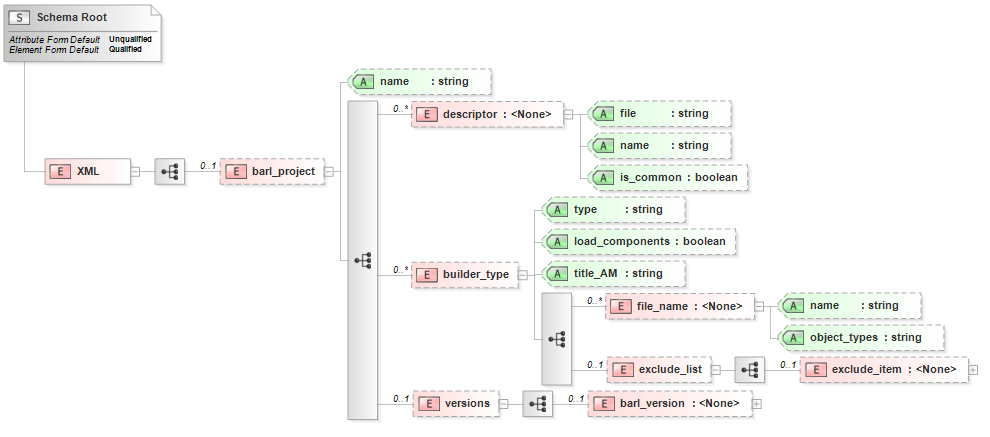 S Schema Root
Attribute Form Default Unqualified
Element Form Default Qualified
A name : string
0..* E descriptor : <None>
A file : string
A name : string
A is_common : boolean
E XML
0..1 E barl_project
A type : string
A load_components : boolean
0..* E builder_type
A title_AM : string
0..* E file_name : <None>
A name : string
A object_types : string
0..1 E exclude_list
0..1 E exclude_item : <None>
0..1 E versions
0..1 E barl_version : <None>